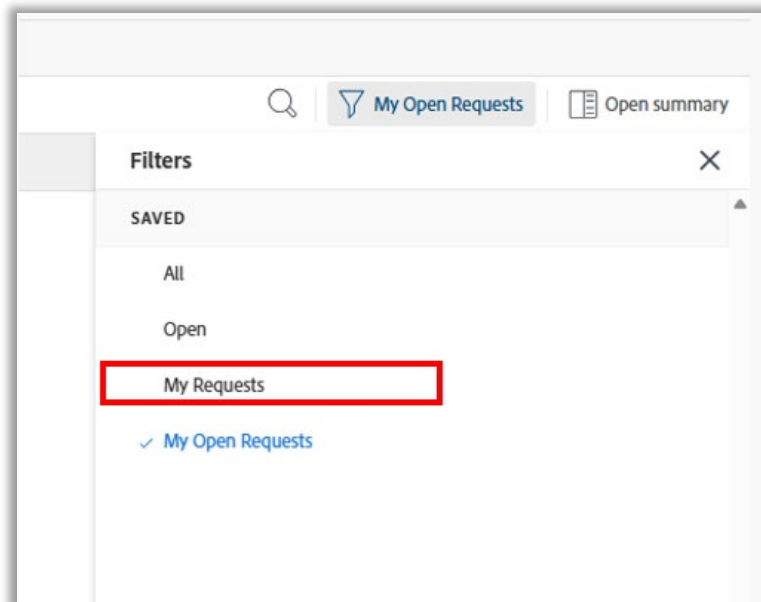 My Open Requests Open summary
Filters
SAVED
All
Open
My Requests
My Open Requests